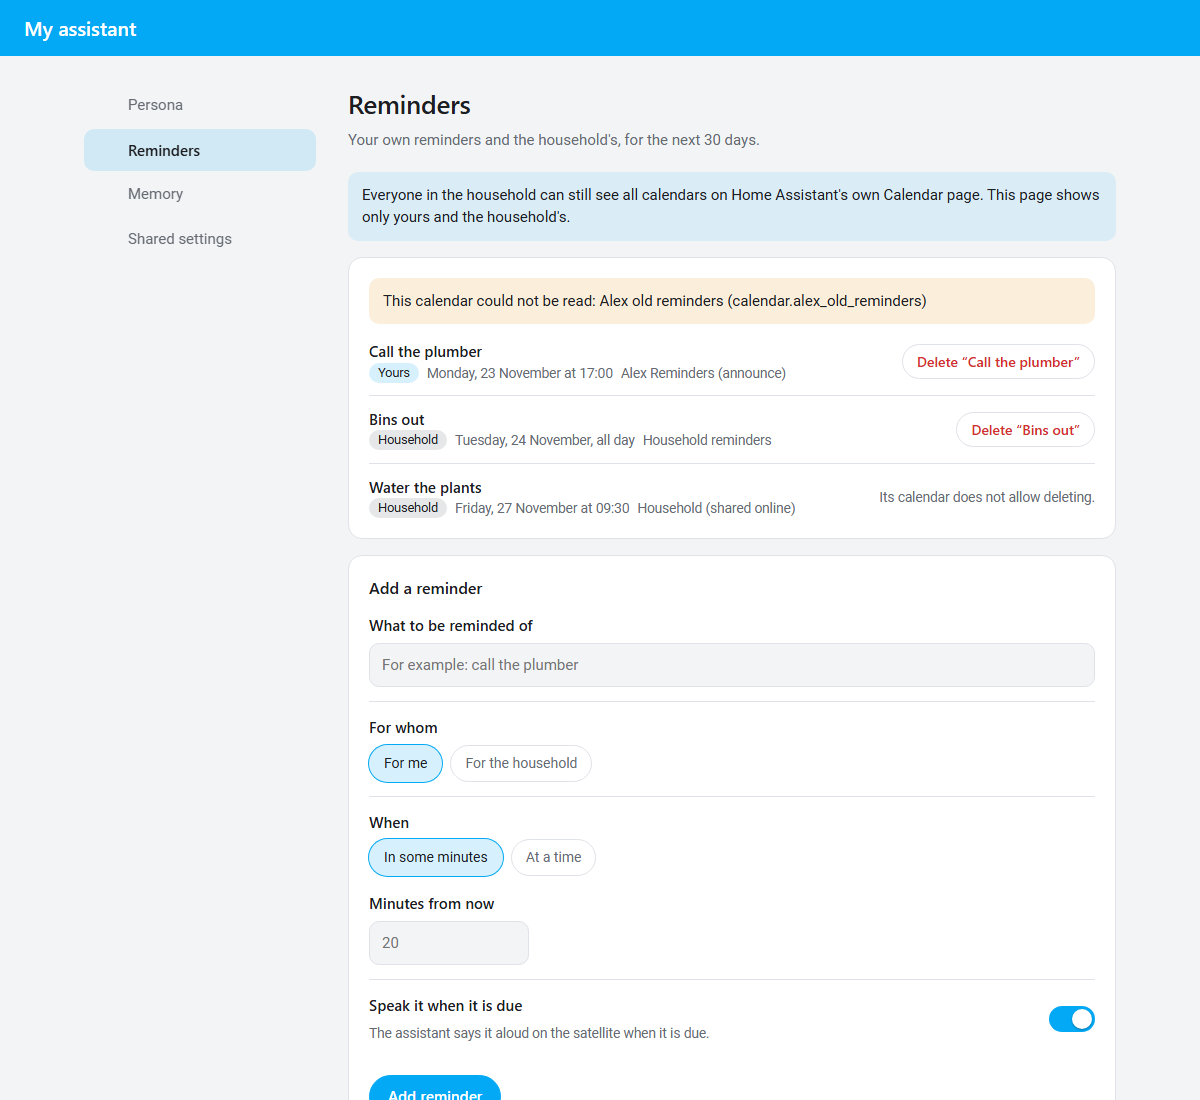 My assistant
Persona
Reminders
Memory
Shared settings
Reminders
Your own reminders and the household's, for the next 30 days.
Everyone in the household can still see all calendars on Home Assistant's own Calendar page. This page shows
only yours and the household's.
This calendar could not be read: Alex old reminders (calendar.alex_old_reminders)
Call the plumber
Yours Monday, 23 November at 17:00 Alex Reminders (announce)
Delete “Call the plumber”
Bins out
Household Tuesday, 24 November, all day Household reminders
Delete “Bins out”
Water the plants
Household Friday, 27 November at 09:30 Household (shared online)
Its calendar does not allow deleting.
Add a reminder
What to be reminded of
For example: call the plumber
For whom
For me For the household
When
In some minutes At a time
Minutes from now
20
Speak it when it is due
The assistant says it aloud on the satellite when it is due.
Add reminder